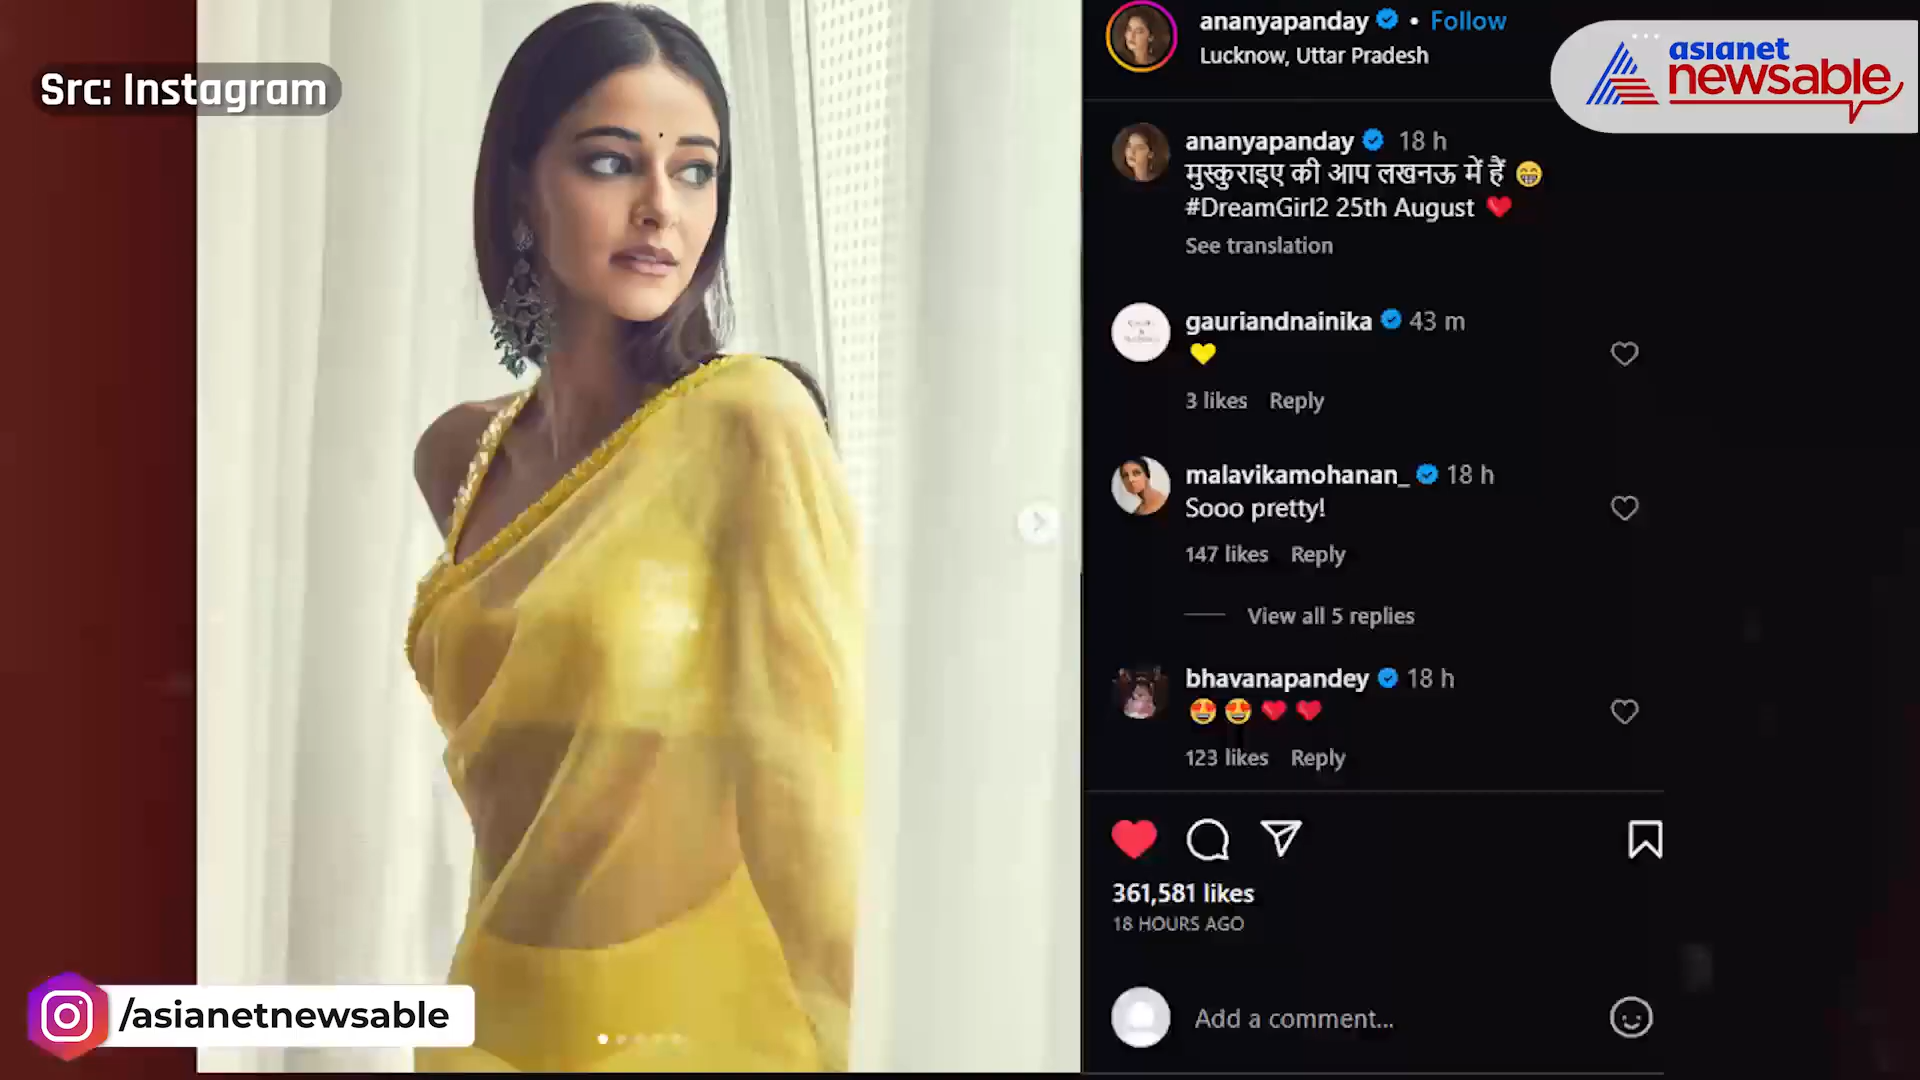 Src: Instagram
ananyapanday • Follow
Lucknow, Uttar Pradesh
asianet
newsable
ananyapanday 18 h
मुस्कुराइए की आप लखनऊ में हैं 😁
#DreamGirl2 25th August ❤️
See translation
gauriandnainika 43 m
💛
3 likes Reply
malavikamohanan_ 18 h
Sooo pretty!
147 likes Reply
View all 5 replies
bhavanapandey 18 h
😍😍❤️❤️
123 likes Reply
361,581 likes
18 HOURS AGO
Add a comment...
/asianetnewsable